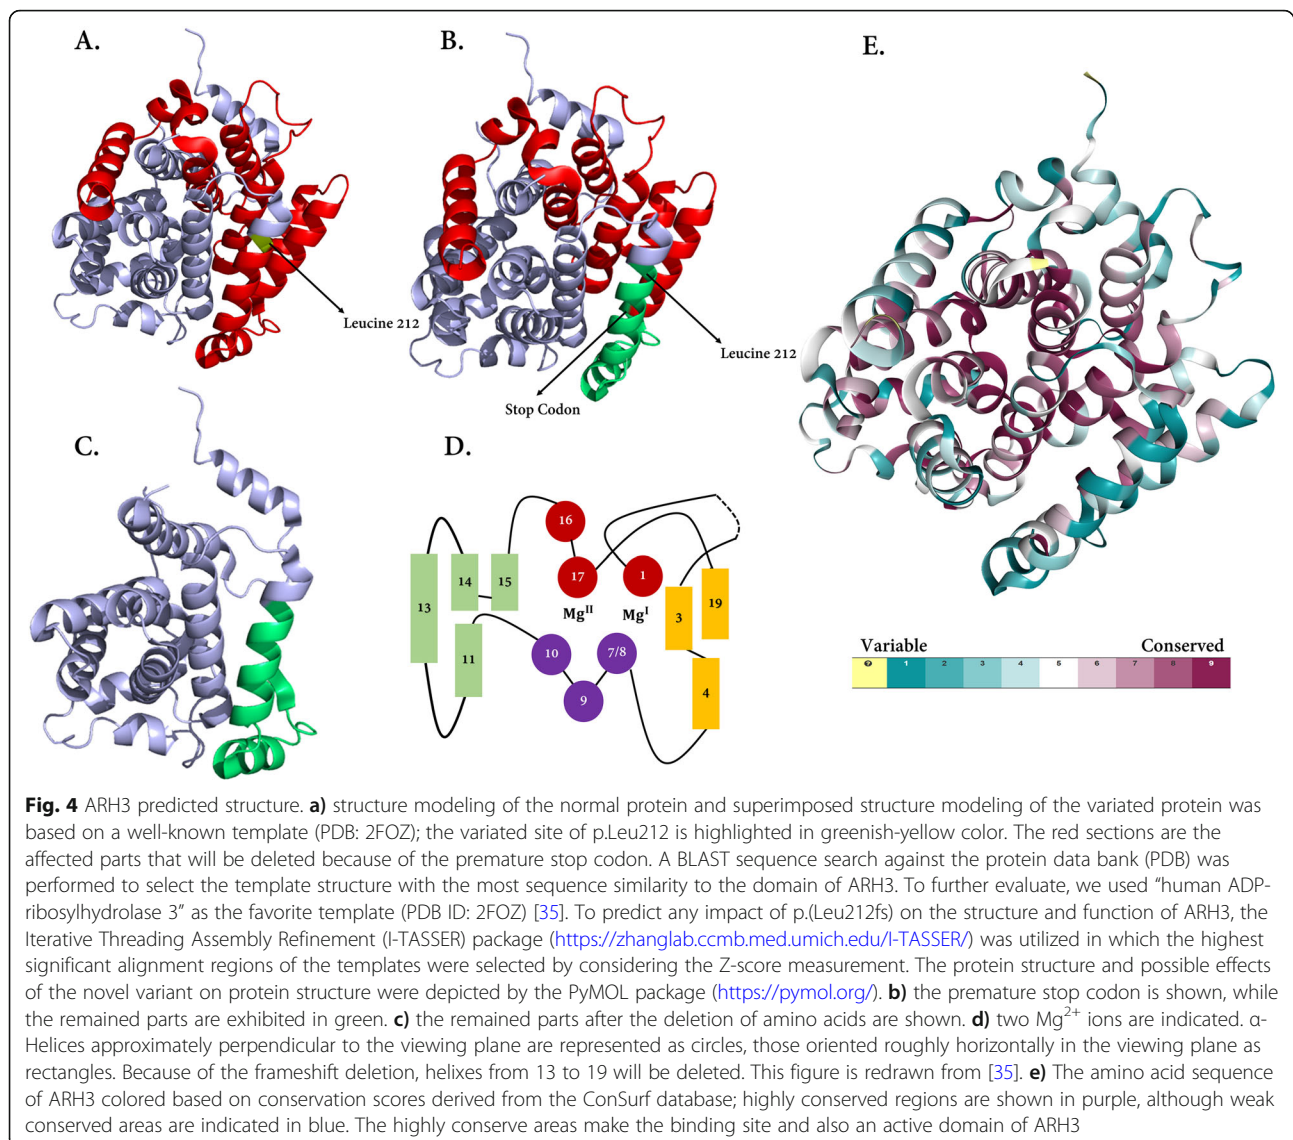 A.
B.
E.
Leucine 212
Leucine 212
Stop Codon
C.
D.
16
14
15
17
1
13
19
3
Mg^II
Mg^I
11
10
7/8
9
4
Variable
Conserved
? 1 2 3 4 5 6 7 8 9
Fig. 4 ARH3 predicted structure. a) structure modeling of the normal protein and superimposed structure modeling of the variated protein was
based on a well-known template (PDB: 2FOZ); the variated site of p.Leu212 is highlighted in greenish-yellow color. The red sections are the
affected parts that will be deleted because of the premature stop codon. A BLAST sequence search against the protein data bank (PDB) was
performed to select the template structure with the most sequence similarity to the domain of ARH3. To further evaluate, we used “human ADP-
ribosylhydrolase 3” as the favorite template (PDB ID: 2FOZ) [35]. To predict any impact of p.(Leu212fs) on the structure and function of ARH3, the
Iterative Threading Assembly Refinement (I-TASSER) package (https://zhanglab.ccmb.med.umich.edu/I-TASSER/) was utilized in which the highest
significant alignment regions of the templates were selected by considering the Z-score measurement. The protein structure and possible effects
of the novel variant on protein structure were depicted by the PyMOL package (https://pymol.org/). b) the premature stop codon is shown, while
the remained parts are exhibited in green. c) the remained parts after the deletion of amino acids are shown. d) two Mg²⁺ ions are indicated. α-
Helices approximately perpendicular to the viewing plane are represented as circles, those oriented roughly horizontally in the viewing plane as
rectangles. Because of the frameshift deletion, helixes from 13 to 19 will be deleted. This figure is redrawn from [35]. e) The amino acid sequence
of ARH3 colored based on conservation scores derived from the ConSurf database; highly conserved regions are shown in purple, although weak
conserved areas are indicated in blue. The highly conserve areas make the binding site and also an active domain of ARH3